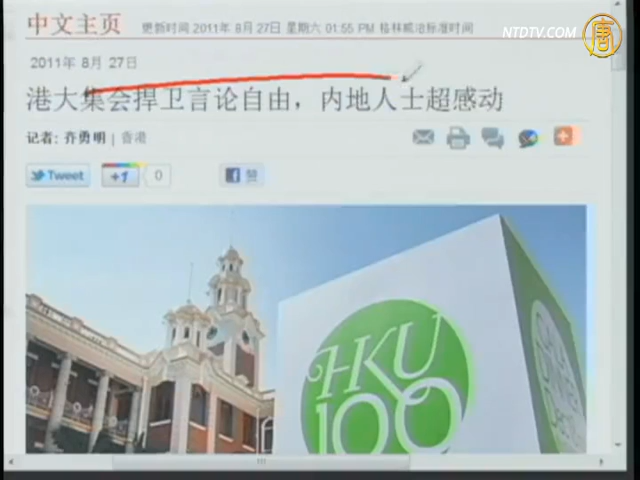 中文主页 更新时间 2011年 8月 27日 星期六 01:55 PM 格林威治标准时间
NTDTV.COM 唐
2011年 8月 27日
港大集会捍卫言论自由，内地人士超感动
记者: 乔勇明 | 香港
Tweet +1 0 50
HKU
100